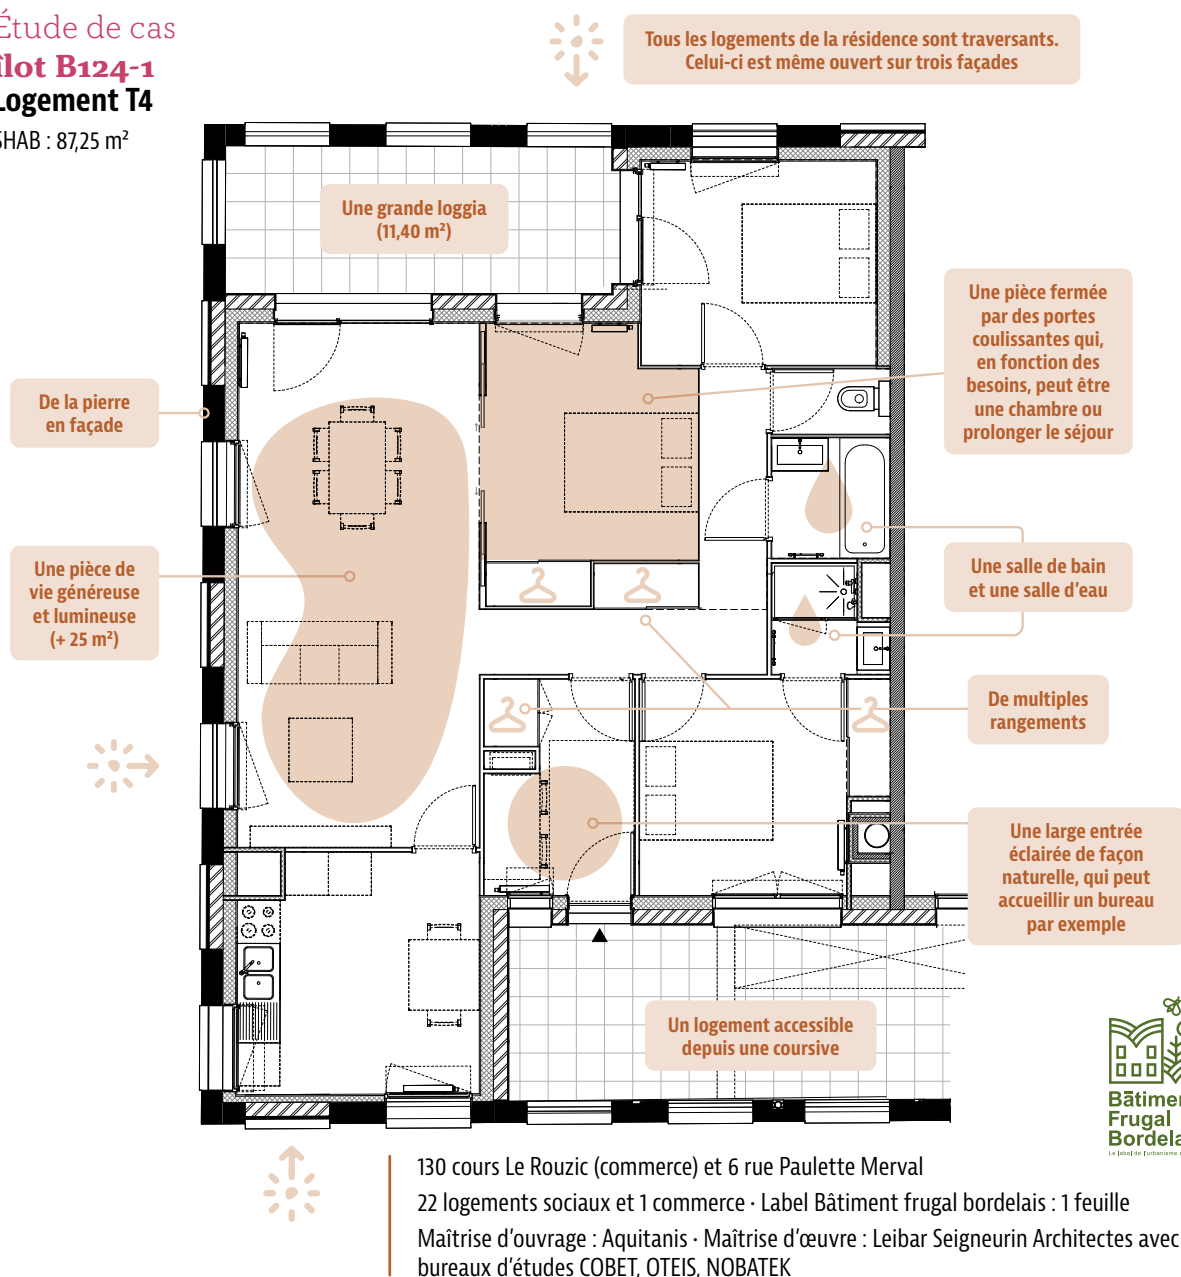 Étude de cas
îlot B124-1
Logement T4
SHAB : 87,25 m²
Tous les logements de la résidence sont traversants.
Celui-ci est même ouvert sur trois façades
Une grande loggia
(11,40 m²)
Une pièce fermée
par des portes
coulissantes qui,
en fonction des
besoins, peut être
une chambre ou
prolonger le séjour
De la pierre
en façade
Une pièce de
vie généreuse
et lumineuse
(+ 25 m²)
Une salle de bain
et une salle d'eau
De multiples
rangements
Une large entrée
éclairée de façon
naturelle, qui peut
accueillir un bureau
par exemple
Un logement accessible
depuis une coursive
Bātimen
Frugal
Bordela
Le label de l'urbanisme
130 cours Le Rouzic (commerce) et 6 rue Paulette Merval
22 logements sociaux et 1 commerce · Label Bâtiment frugal bordelais : 1 feuille
Maîtrise d'ouvrage : Aquitanis · Maîtrise d'œuvre : Leibar Seigneurin Architectes avec
bureaux d'études COBET, OTEIS, NOBATEK